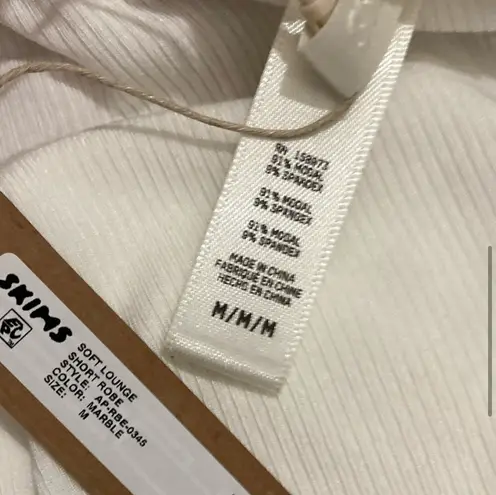 RN 158973
91% MODAL
9% SPANDEX
91% MODAL
9% SPANDEX
91% MODAL
9% SPANDEX
MADE IN CHINA
FABRIQUÉ EN CHINE
HECHO EN CHINA
M/M/M
SKIMS
SOFT LOUNGE
SHORT ROBE
STYLE: AP-RBE-0345
COLOR: MARBLE
SIZE: M